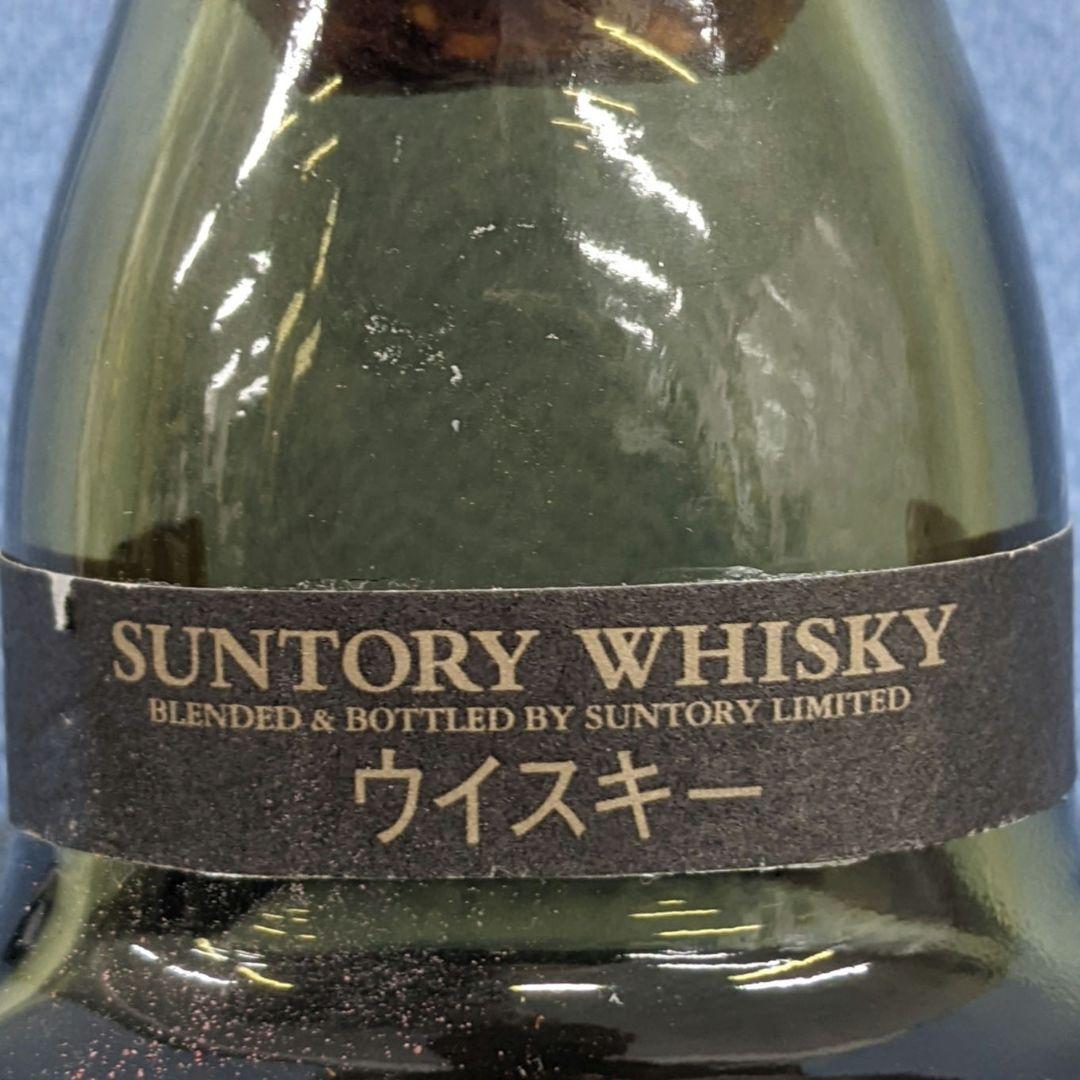 SUNTORY WHISKY
BLENDED & BOTTLED BY SUNTORY LIMITED
ウイスキー